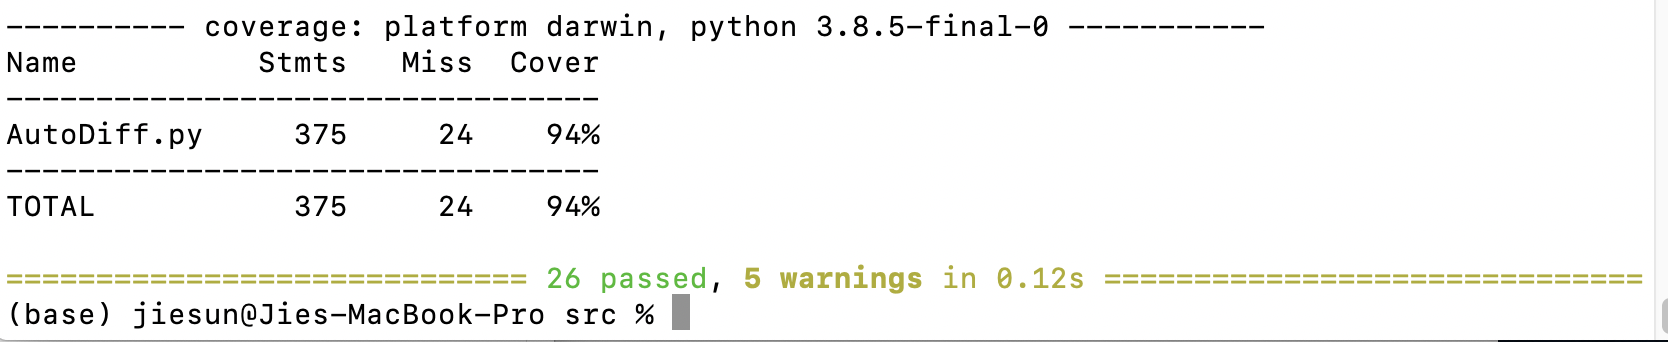 ---------- coverage: platform darwin, python 3.8.5-final-0 -----------
Name          Stmts   Miss  Cover
---------------------------------
AutoDiff.py     375     24    94%
---------------------------------
TOTAL           375     24    94%
============================= 26 passed, 5 warnings in 0.12s ==============================
(base) jiesun@Jies-MacBook-Pro src %